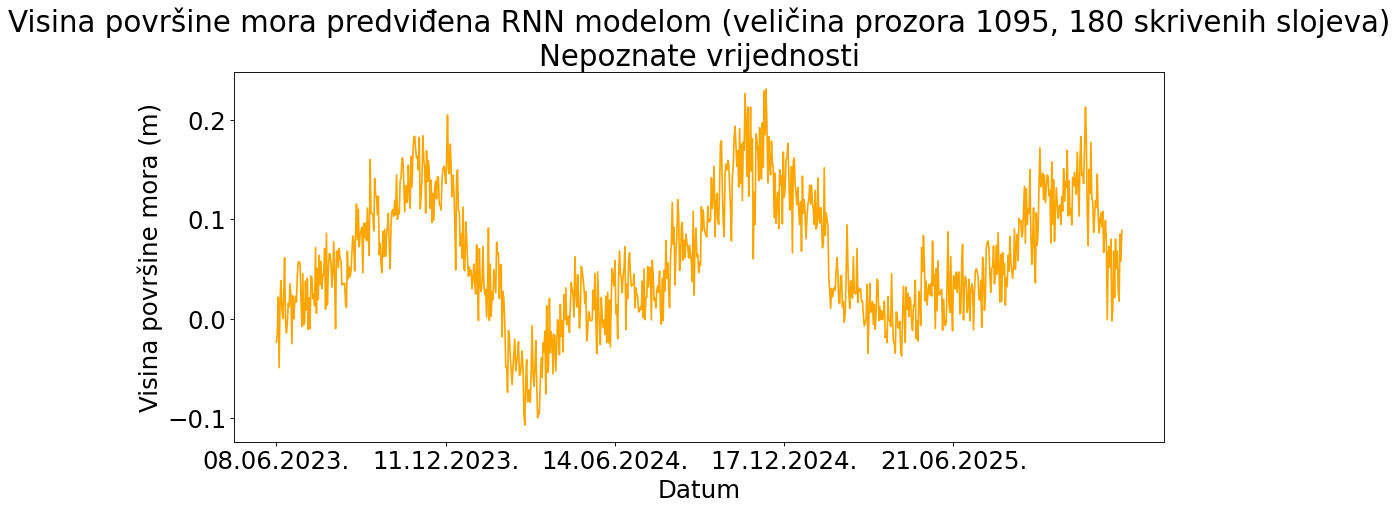 Visina površine mora predviđena RNN modelom (veličina prozora 1095, 180 skrivenih slojeva)
Nepoznate vrijednosti
Visina površine mora (m)
0.2
0.1
0.0
−0.1
08.06.2023. 11.12.2023. 14.06.2024. 17.12.2024. 21.06.2025.
Datum